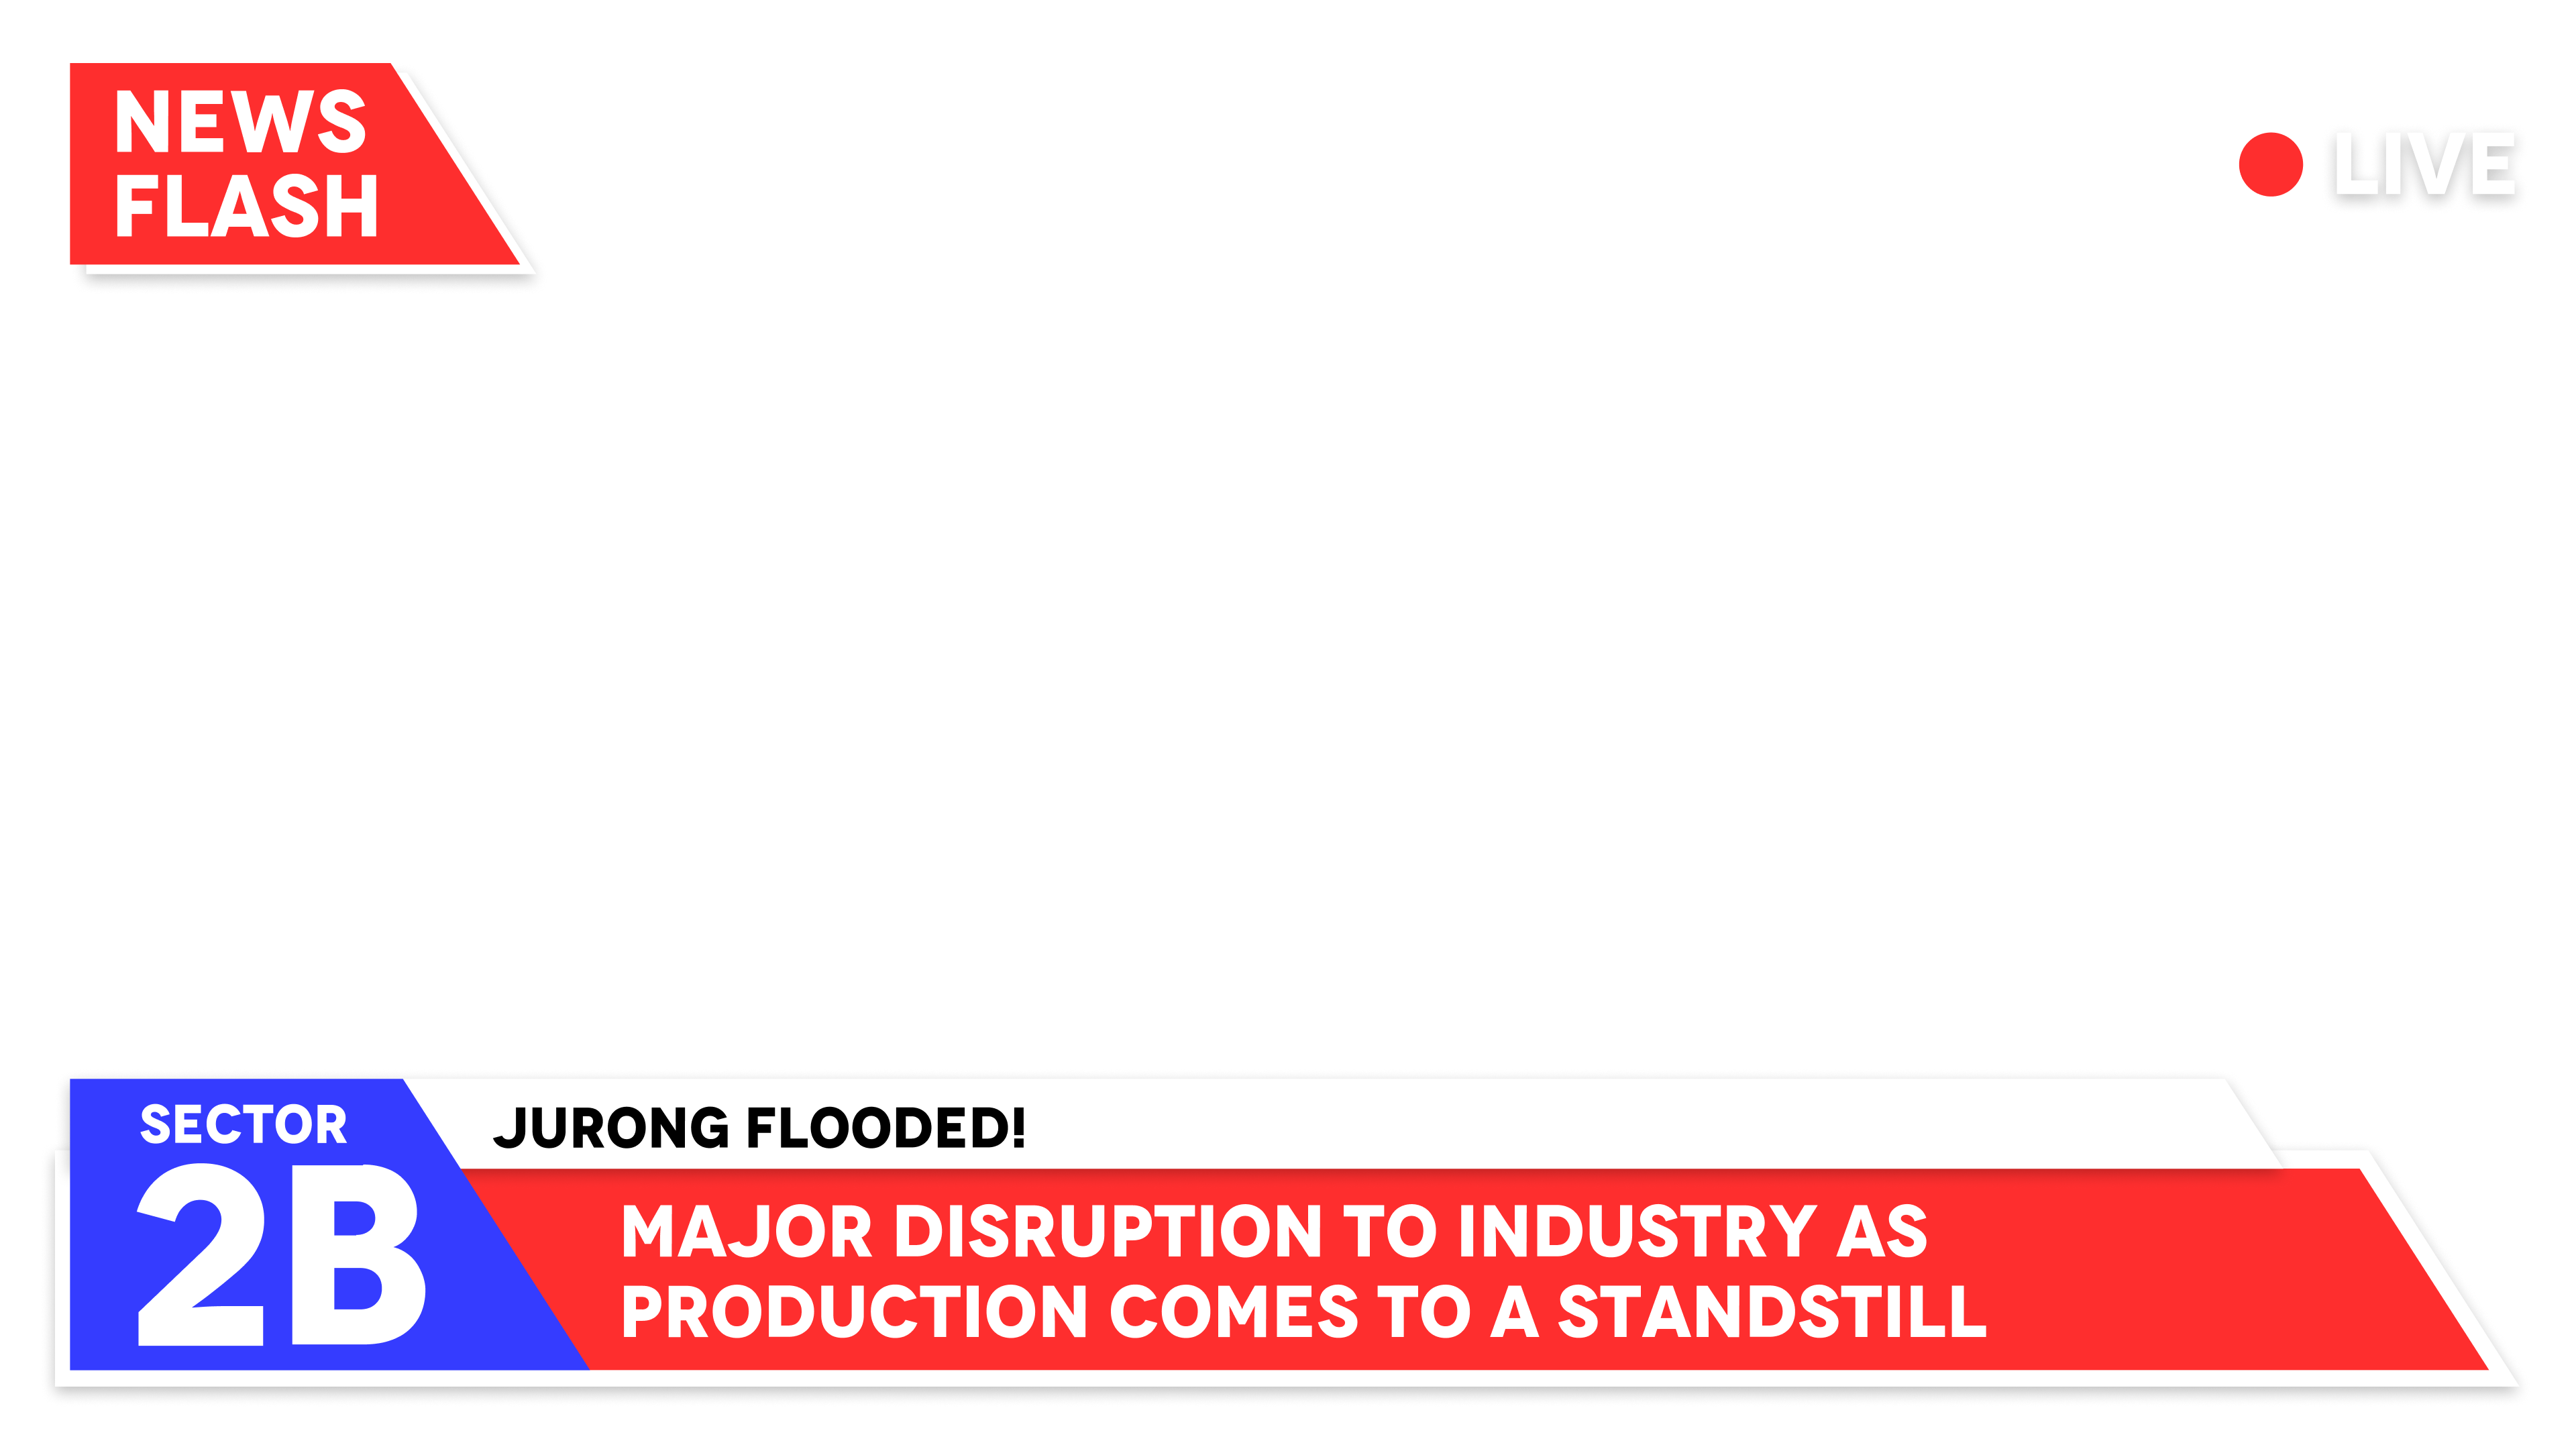 NEWS
FLASH
LIVE
SECTOR
2B
JURONG FLOODED!
MAJOR DISRUPTION TO INDUSTRY AS
PRODUCTION COMES TO A STANDSTILL